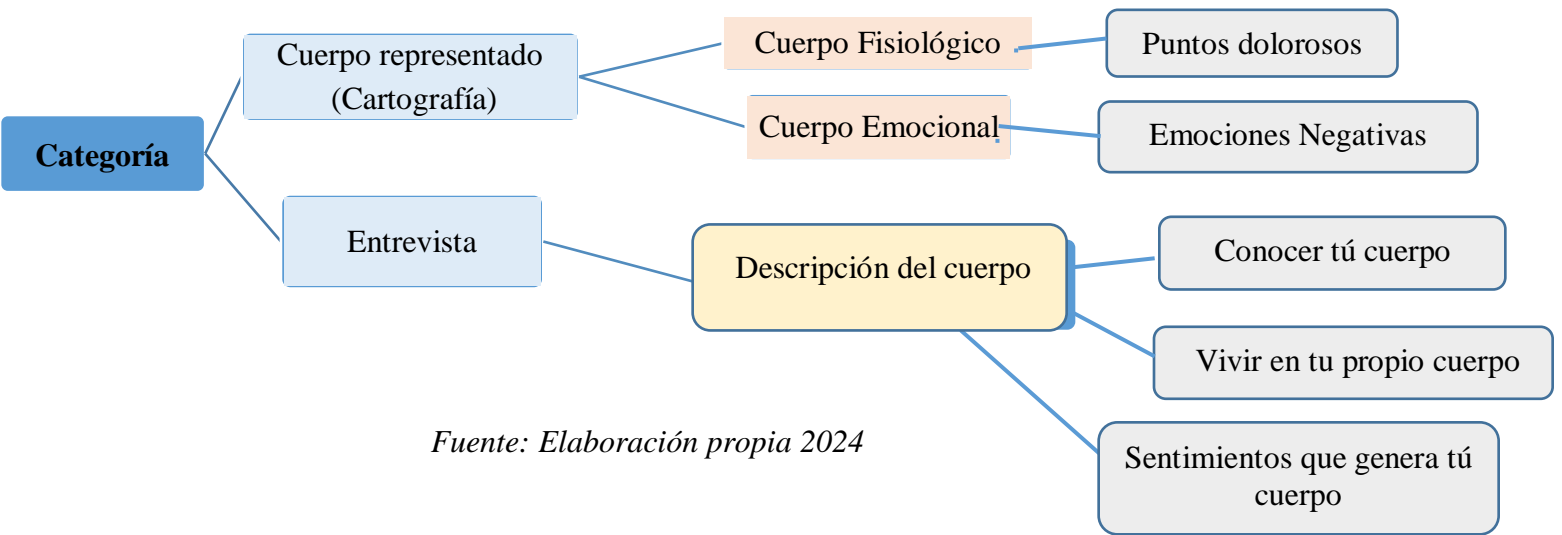 Categoría
Cuerpo representado
(Cartografía)
Cuerpo Fisiológico
Puntos dolorosos
Cuerpo Emocional
Emociones Negativas
Entrevista
Descripción del cuerpo
Conocer tú cuerpo
Vivir en tu propio cuerpo
Sentimientos que genera tú
cuerpo
Fuente: Elaboración propia 2024